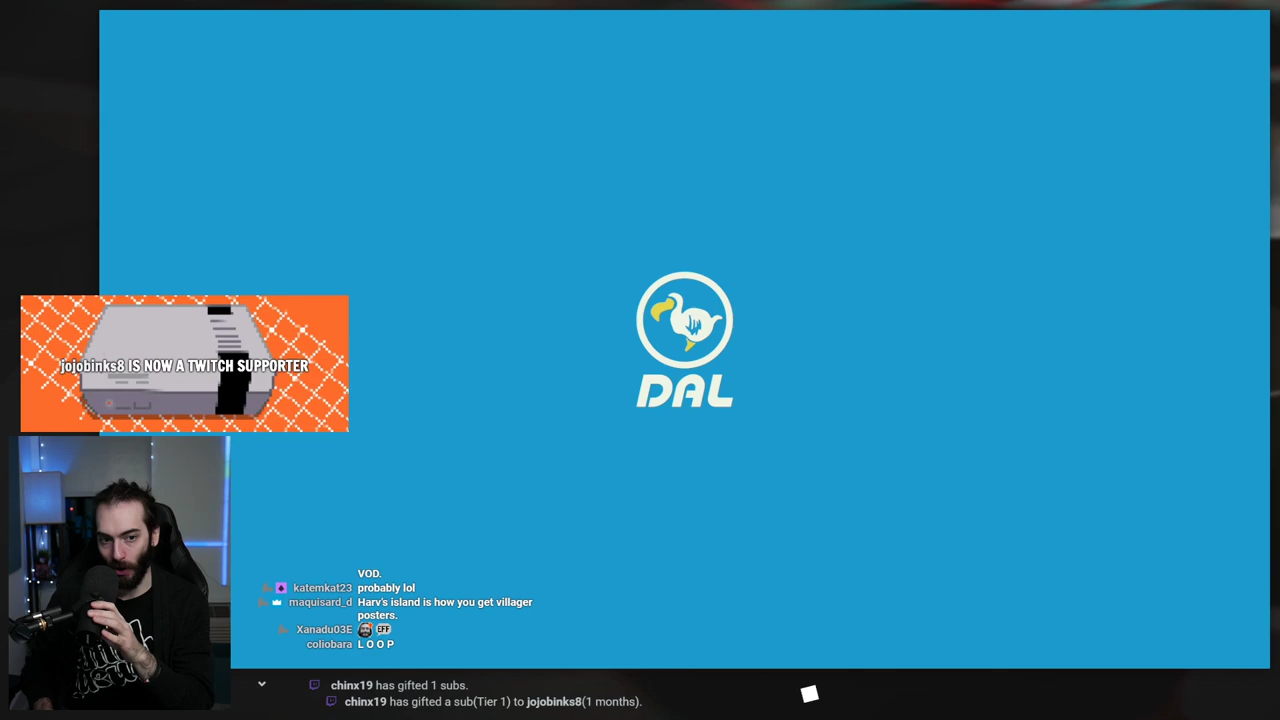 DAL
jojobinks8 IS NOW A TWITCH SUPPORTER
VOD.
katemkat23 probably lol
maquisard_d Harv's island is how you get villager
posters.
Xanadu03E EFF
coliobara L O O P
chinx19 has gifted 1 subs.
chinx19 has gifted a sub(Tier 1) to jojobinks8(1 months).